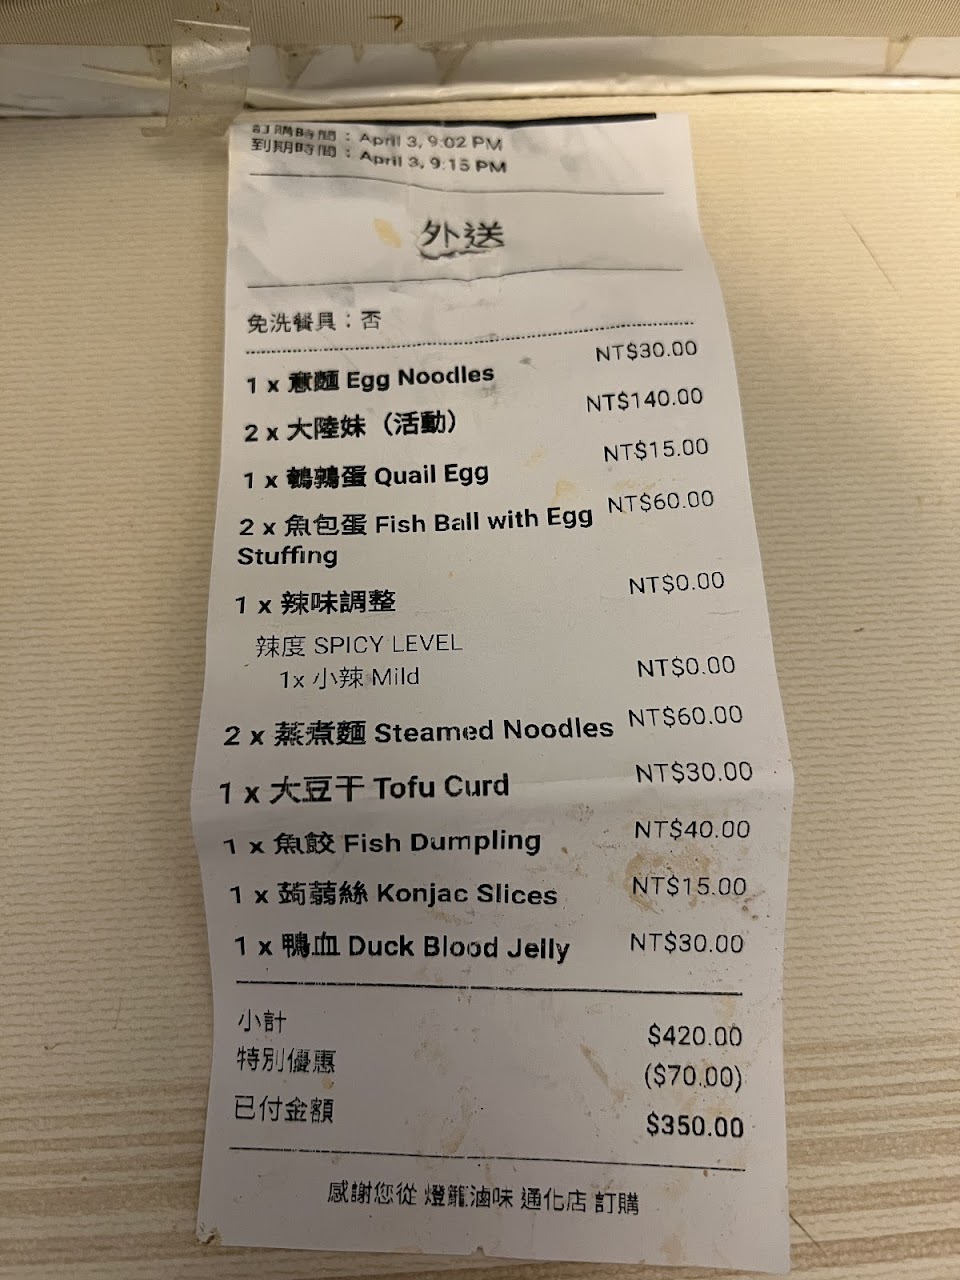 訂購時間：April 3, 9:02 PM
到期時間：April 3, 9:15 PM
外送
免洗餐具：否
1 x 意麵 Egg Noodles NT$30.00
2 x 大陸妹（活動） NT$140.00
1 x 鵪鶉蛋 Quail Egg NT$15.00
2 x 魚包蛋 Fish Ball with Egg NT$60.00
Stuffing
1 x 辣味調整 NT$0.00
辣度 SPICY LEVEL
1x 小辣 Mild NT$0.00
2 x 蒸煮麵 Steamed Noodles NT$60.00
1 x 大豆干 Tofu Curd NT$30.00
1 x 魚餃 Fish Dumpling NT$40.00
1 x 蒟蒻絲 Konjac Slices NT$15.00
1 x 鴨血 Duck Blood Jelly NT$30.00
小計 $420.00
特別優惠 ($70.00)
已付金額 $350.00
感謝您從 燈籠滷味 通化店 訂購